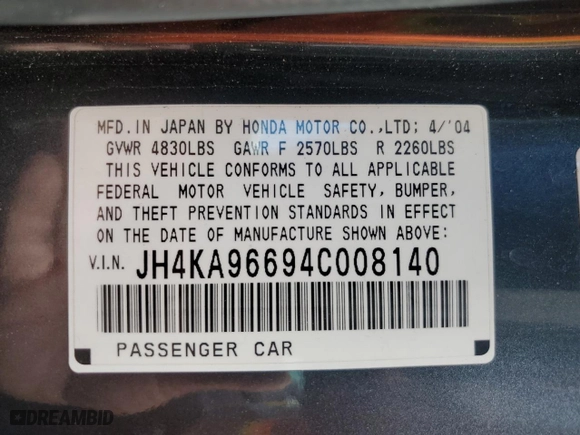 MFD.IN JAPAN BY HONDA MOTOR CO.,LTD; 4/'04
GVWR 4830LBS GAWR F 2570LBS R 2260LBS
THIS VEHICLE CONFORMS TO ALL APPLICABLE
FEDERAL MOTOR VEHICLE SAFETY, BUMPER,
AND THEFT PREVENTION STANDARDS IN EFFECT
ON THE DATE OF MANUFACTURE SHOWN ABOVE:
V.I.N. JH4KA96694C008140
PASSENGER CAR
DREAMBID